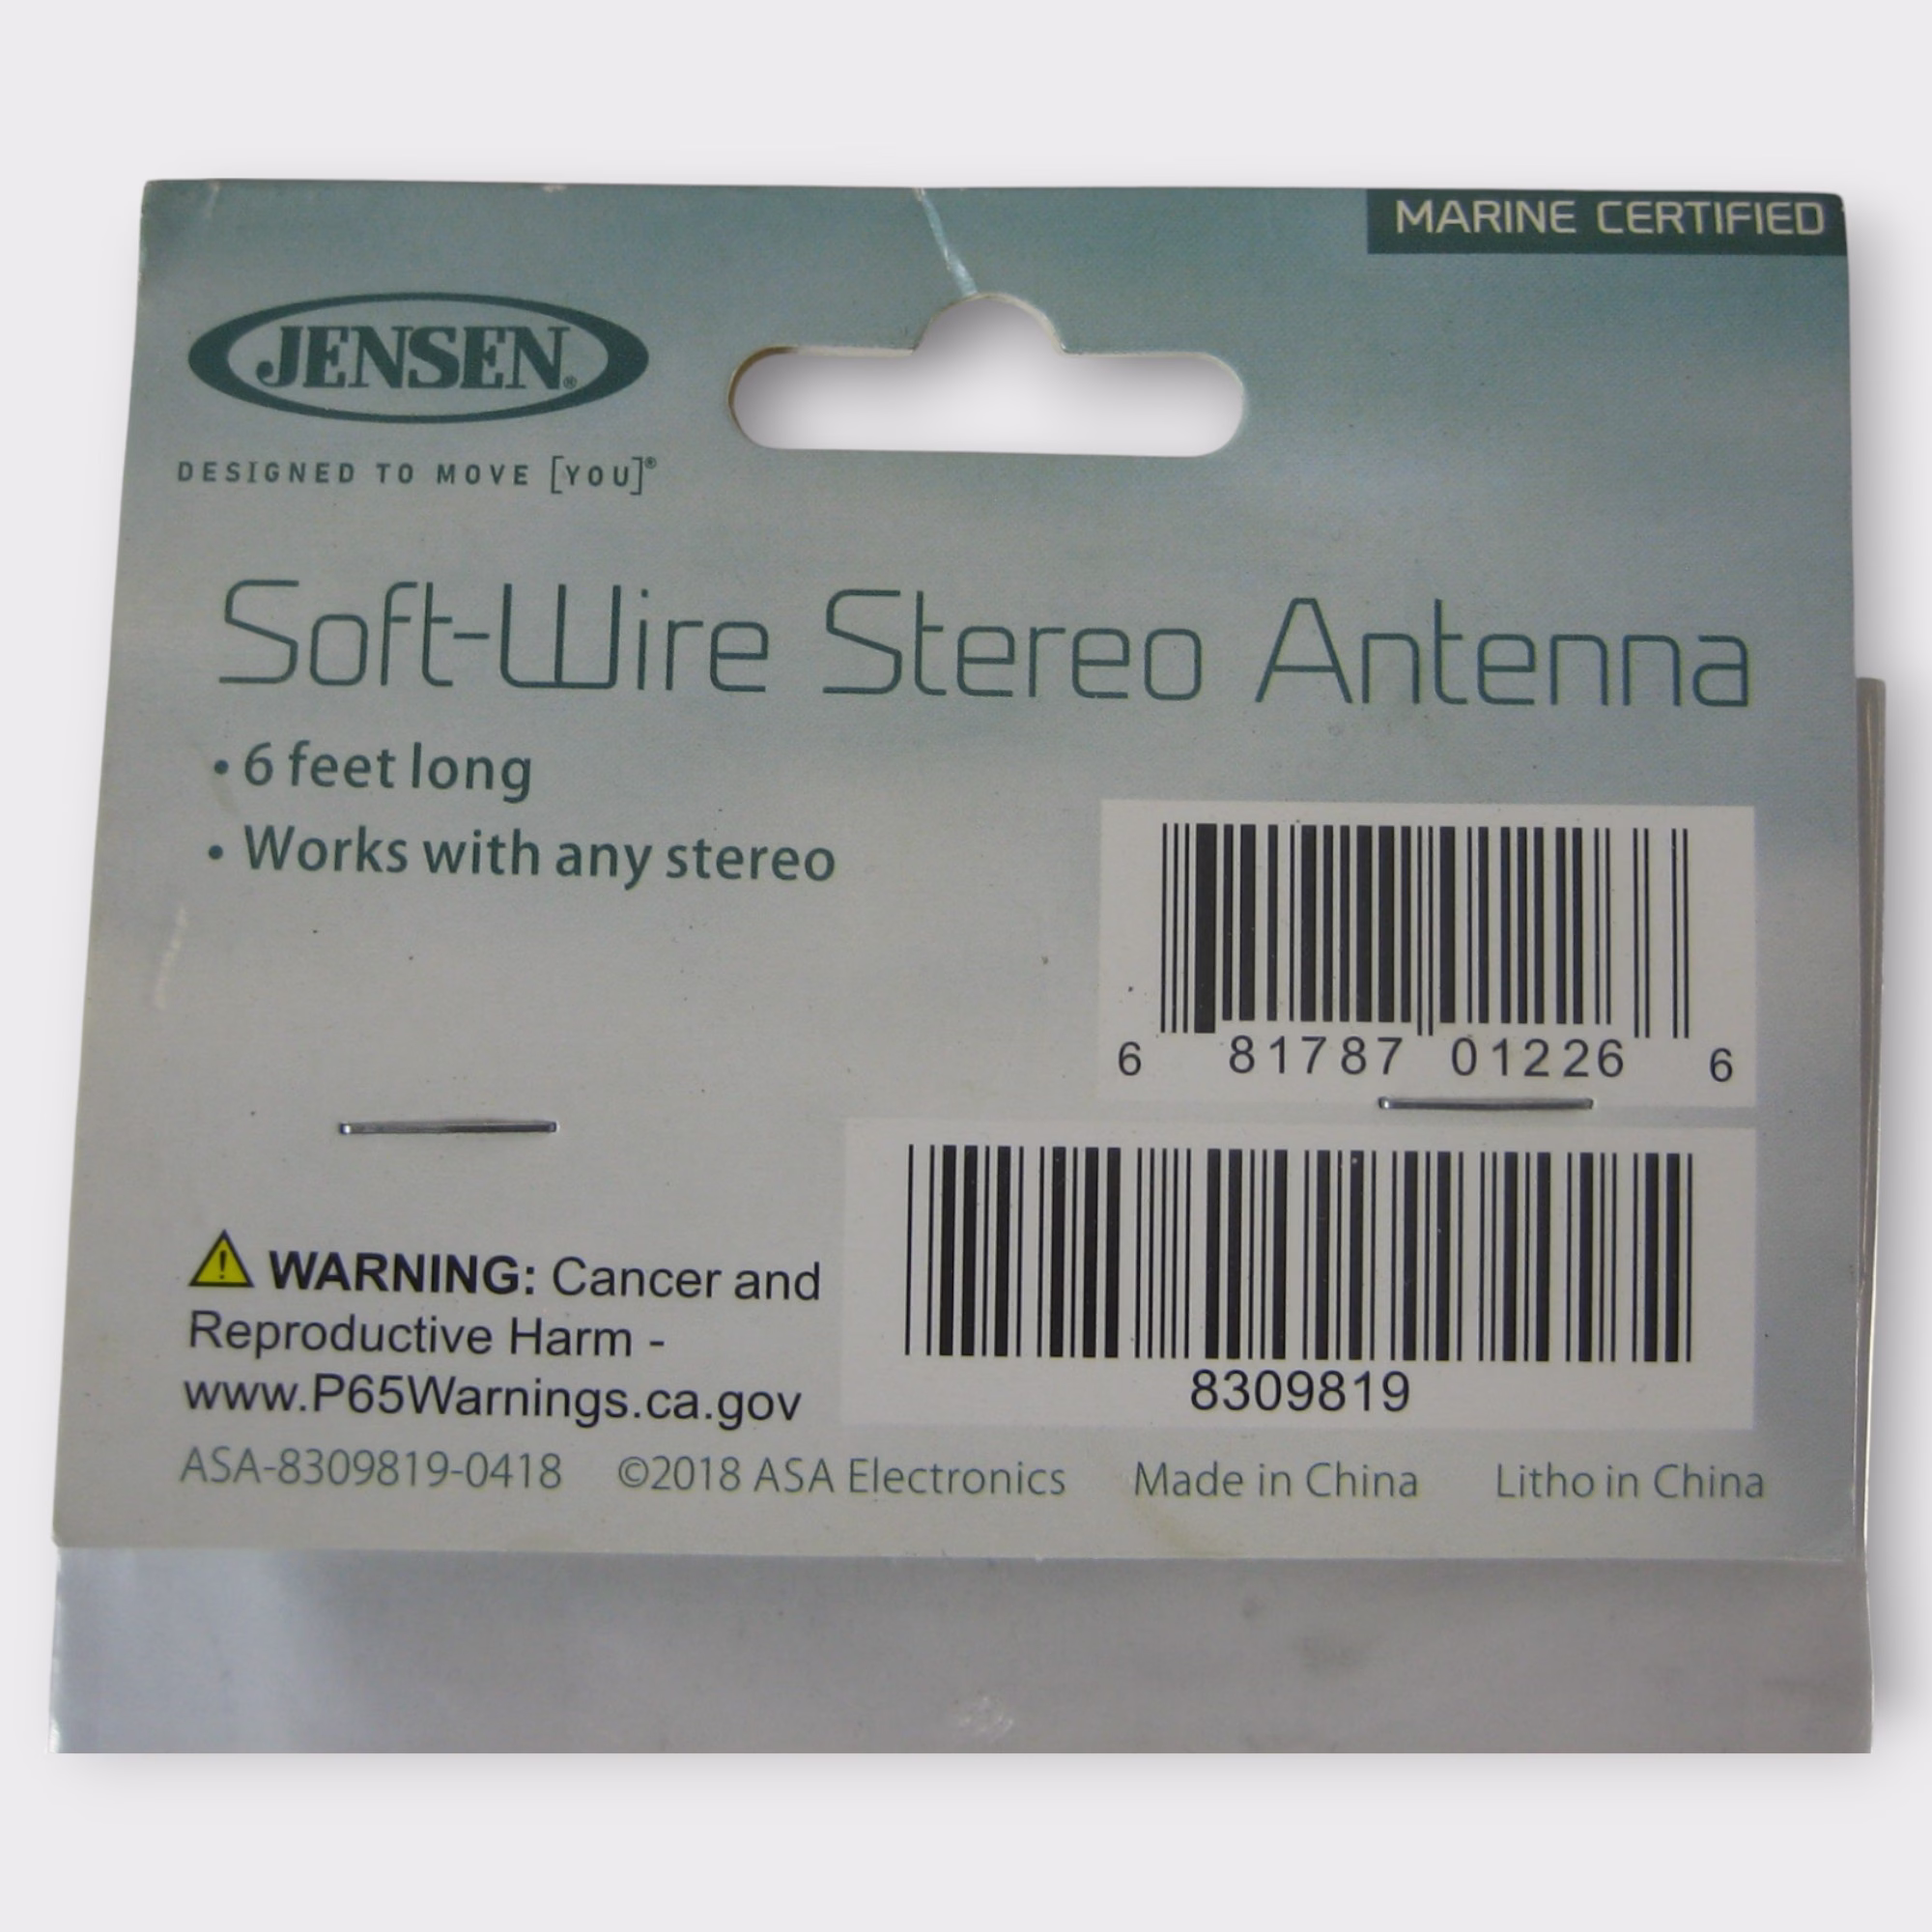 MARINE CERTIFIED
JENSEN®
DESIGNED TO MOVE [YOU]®
Soft-Wire Stereo Antenna
• 6 feet long
• Works with any stereo
6 81787 01226 6
⚠ WARNING: Cancer and
Reproductive Harm -
www.P65Warnings.ca.gov
8309819
ASA-8309819-0418 ©2018 ASA Electronics Made in China Litho in China